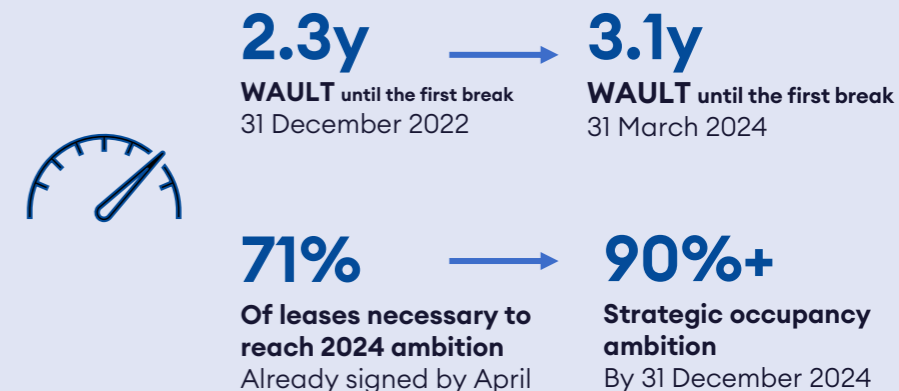 2.3y
WAULT until the first break
31 December 2022
3.1y
WAULT until the first break
31 March 2024
71%
Of leases necessary to
reach 2024 ambition
Already signed by April
90%+
Strategic occupancy
ambition
By 31 December 2024